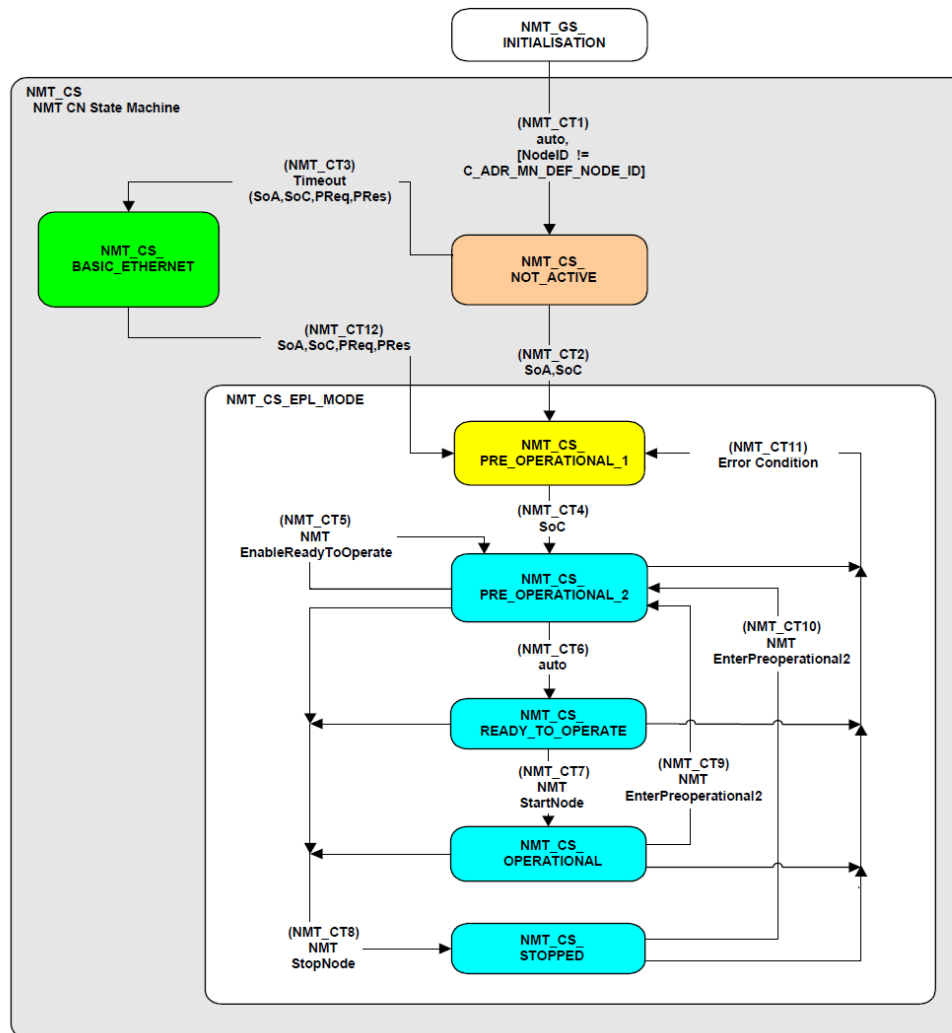 NMT_GS_
INITIALISATION
NMT_CS
NMT CN State Machine
(NMT_CT1)
auto,
[NodeID !=
C_ADR_MN_DEF_NODE_ID]
(NMT_CT3)
Timeout
(SoA,SoC,PReq,PRes)
NMT_CS_
BASIC_ETHERNET
NMT_CS_
NOT_ACTIVE
(NMT_CT12)
SoA,SoC,PReq,PRes
(NMT_CT2)
SoA,SoC
NMT_CS_EPL_MODE
NMT_CS_
PRE_OPERATIONAL_1
(NMT_CT11)
Error Condition
(NMT_CT4)
SoC
(NMT_CT5)
NMT
EnableReadyToOperate
NMT_CS_
PRE_OPERATIONAL_2
(NMT_CT10)
NMT
EnterPreoperational2
(NMT_CT6)
auto
NMT_CS_
READY_TO_OPERATE
(NMT_CT7)
NMT
StartNode
(NMT_CT9)
NMT
EnterPreoperational2
NMT_CS_
OPERATIONAL
(NMT_CT8)
NMT
StopNode
NMT_CS_
STOPPED